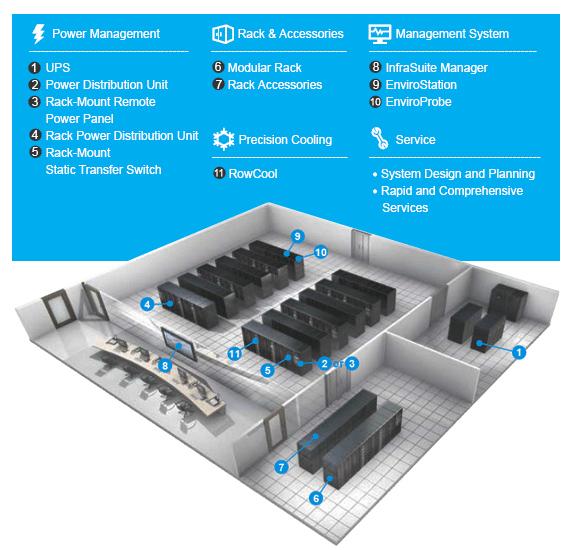 Power Management
1 UPS
2 Power Distribution Unit
3 Rack-Mount Remote
Power Panel
4 Rack Power Distribution Unit
5 Rack-Mount
Static Transfer Switch
Rack & Accessories
6 Modular Rack
7 Rack Accessories
Precision Cooling
11 RowCool
Management System
8 InfraSuite Manager
9 EnviroStation
10 EnviroProbe
Service
• System Design and Planning
• Rapid and Comprehensive
Services
9
10
4
11
8
5
2 or 3
1
7
6